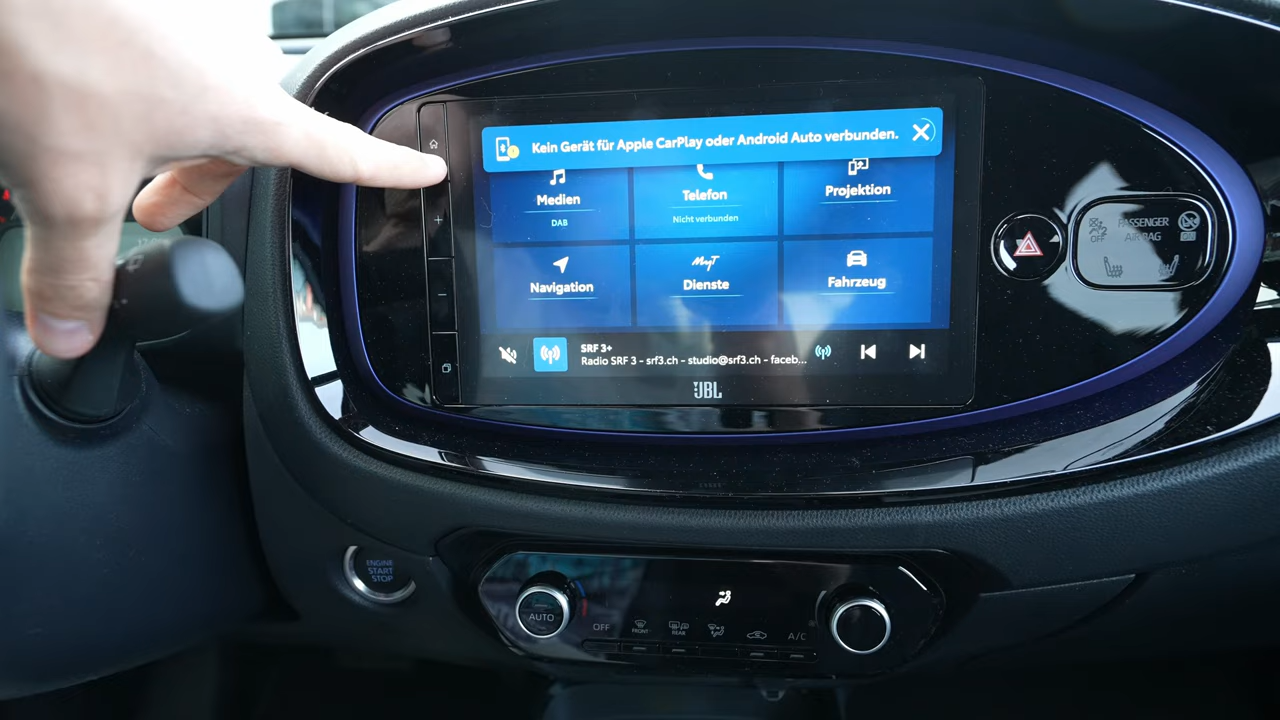 Kein Gerät für Apple CarPlay oder Android Auto verbunden.
Medien
DAB
Telefon
Nicht verbunden
Projektion
Navigation
MyT
Dienste
Fahrzeug
SRF 3+
Radio SRF 3 - srf3.ch - studio@srf3.ch - faceb...
JBL
PASSENGER
AIRBAG
OFF
ENGINE
START
STOP
AUTO
OFF
FRONT
REAR
A/C